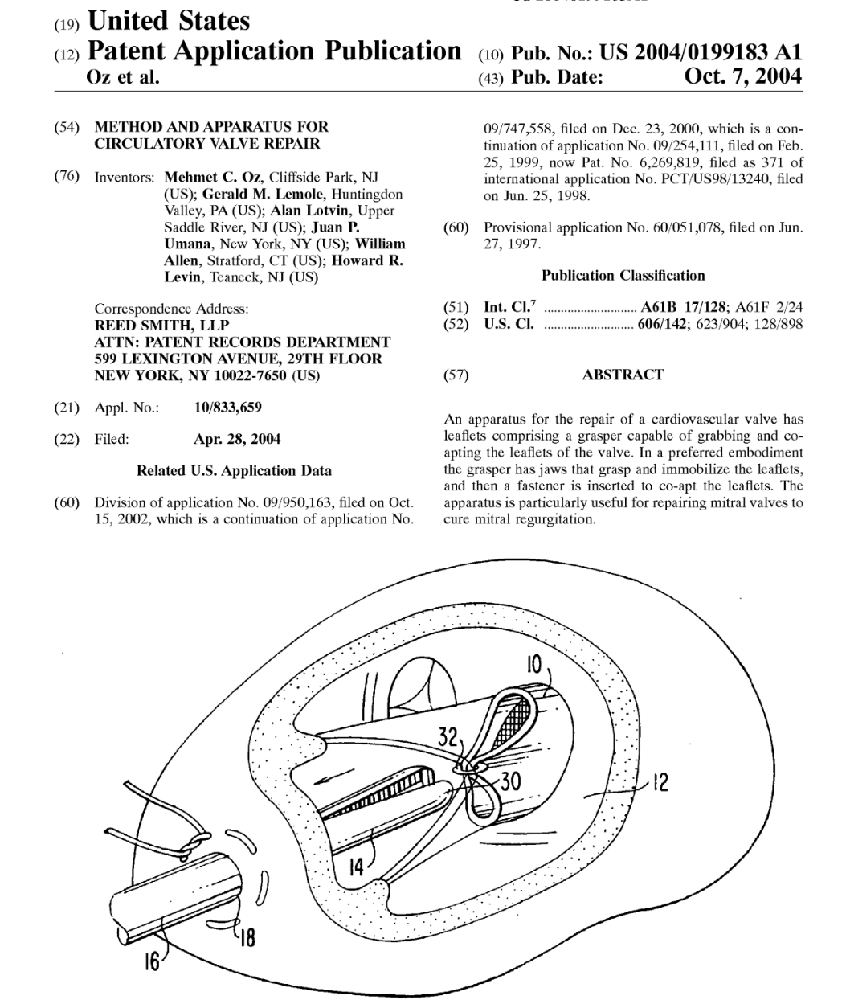 (19) United States
(12) Patent Application Publication
Oz et al.
(10) Pub. No.: US 2004/0199183 A1
(43) Pub. Date: Oct. 7, 2004
(54) METHOD AND APPARATUS FOR
CIRCULATORY VALVE REPAIR
(76) Inventors: Mehmet C. Oz, Cliffside Park, NJ
(US); Gerald M. Lemole, Huntingdon
Valley, PA (US); Alan Lotvin, Upper
Saddle River, NJ (US); Juan P.
Umana, New York, NY (US); William
Allen, Stratford, CT (US); Howard R.
Levin, Teaneck, NJ (US)
Correspondence Address:
REED SMITH, LLP
ATTN: PATENT RECORDS DEPARTMENT
599 LEXINGTON AVENUE, 29TH FLOOR
NEW YORK, NY 10022-7650 (US)
(21) Appl. No.: 10/833,659
(22) Filed: Apr. 28, 2004
Related U.S. Application Data
(60) Division of application No. 09/950,163, filed on Oct.
15, 2002, which is a continuation of application No.
09/747,558, filed on Dec. 23, 2000, which is a con-
tinuation of application No. 09/254,111, filed on Feb.
25, 1999, now Pat. No. 6,269,819, filed as 371 of
international application No. PCT/US98/13240, filed
on Jun. 25, 1998.
(60) Provisional application No. 60/051,078, filed on Jun.
27, 1997.
Publication Classification
(51) Int. Cl.7 ........................... A61B 17/128; A61F 2/24
(52) U.S. Cl. .......................... 606/142; 623/904; 128/898
(57) ABSTRACT
An apparatus for the repair of a cardiovascular valve has
leaflets comprising a grasper capable of grabbing and co-
apting the leaflets of the valve. In a preferred embodiment
the grasper has jaws that grasp and immobilize the leaflets,
and then a fastener is inserted to co-apt the leaflets. The
apparatus is particularly useful for repairing mitral valves to
cure mitral regurgitation.
10
32
30
12
14
18
16